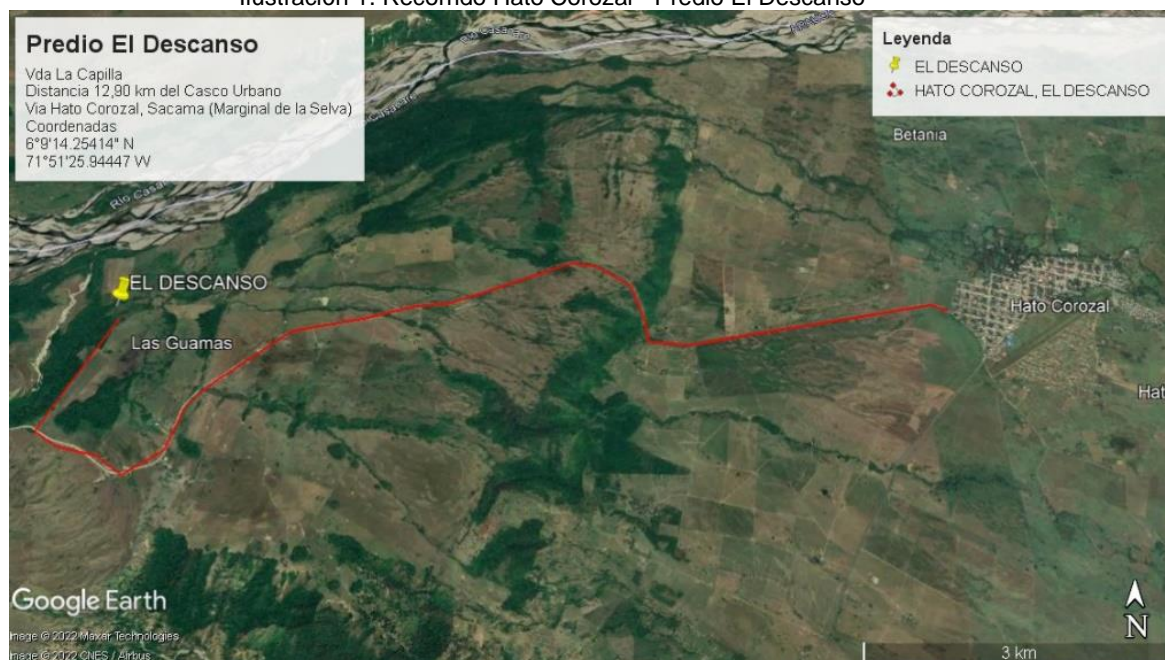 Ilustración 1. Recorrido Hato Corozal - Predio El Descanso
Predio El Descanso
Vda La Capilla
Distancia 12,90 km del Casco Urbano
Via Hato Corozal, Sacama (Marginal de la Selva)
Coordenadas
6°9'14.25414" N
71°51'25.94447 W
Leyenda
EL DESCANSO
HATO COROZAL, EL DESCANSO
Betania
Río Casanare
EL DESCANSO
Las Guamas
Hato Corozal
Hat
Google Earth
Image © 2022 Maxar Technologies
Image © 2022 CNES / Airbus
N
3 km